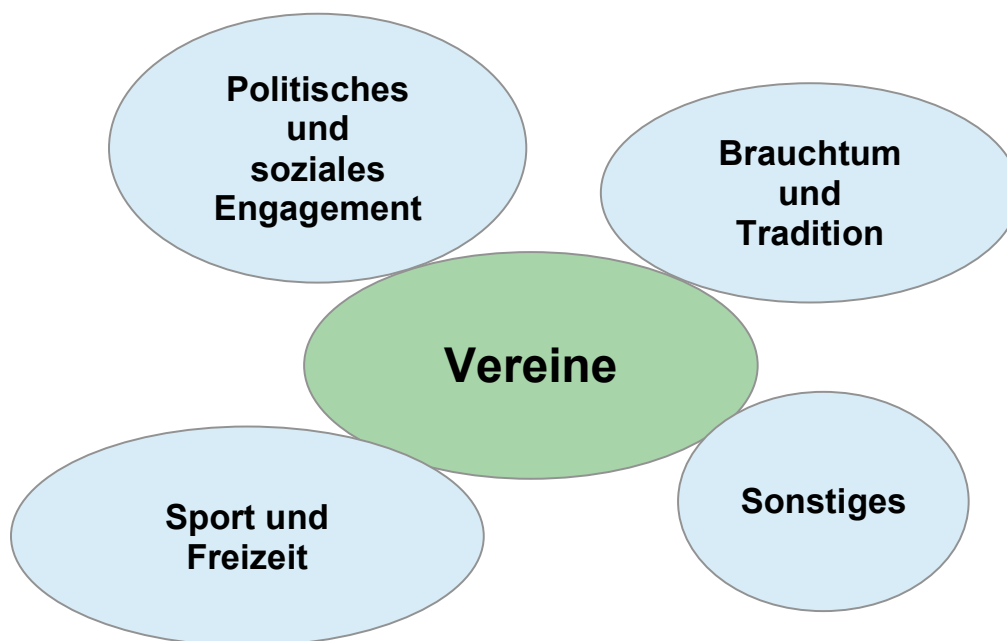 Politisches
und
soziales
Engagement
Brauchtum
und
Tradition
Vereine
Sport und
Freizeit
Sonstiges